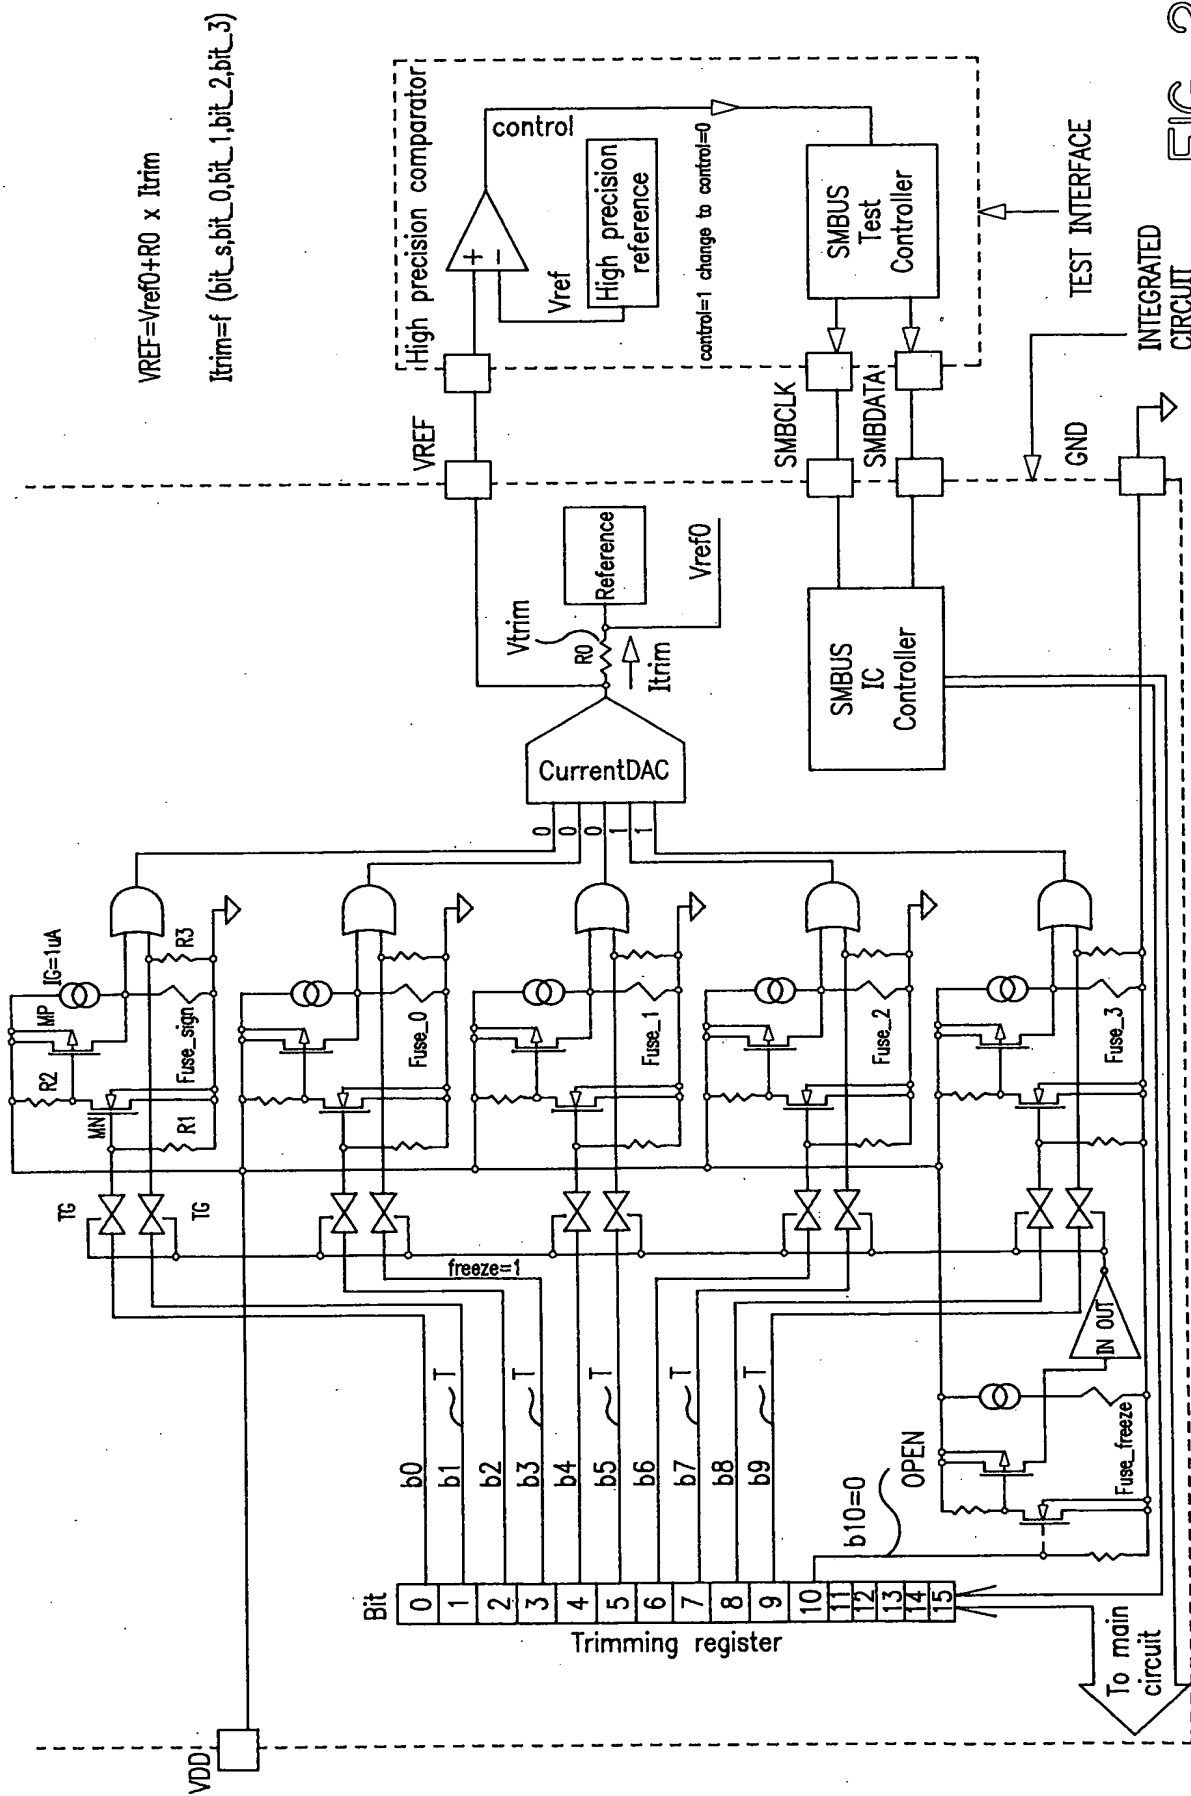 VREF=Vref0+R0 x Itrim
Itrim=f (bit_s,bit_0,bit_1,bit_2,bit_3)
High precision comparator
control
+
−
Vref
High precision
reference
control=1 change to control=0
SMBUS
Test
Controller
TEST INTERFACE
INTEGRATED
CIRCUIT
VREF
SMBCLK
SMBDATA
GND
Reference
Vtrim
R0
Itrim
Vref0
SMBUS
IC
Controller
CurrentDAC
0
0
0
1
1
IG=1uA
MP
R2
MN
R1
R3
Fuse_sign
Fuse_0
Fuse_1
Fuse_2
Fuse_3
TG
TG
freeze=1
IN OUT
Fuse_freeze
OPEN
b10=0
b0
b1
T
b2
b3
T
b4
b5
T
b6
b7
T
b8
b9
T
Bit
0
1
2
3
4
5
6
7
8
9
10
11
12
13
14
15
Trimming register
To main
circuit
VDD